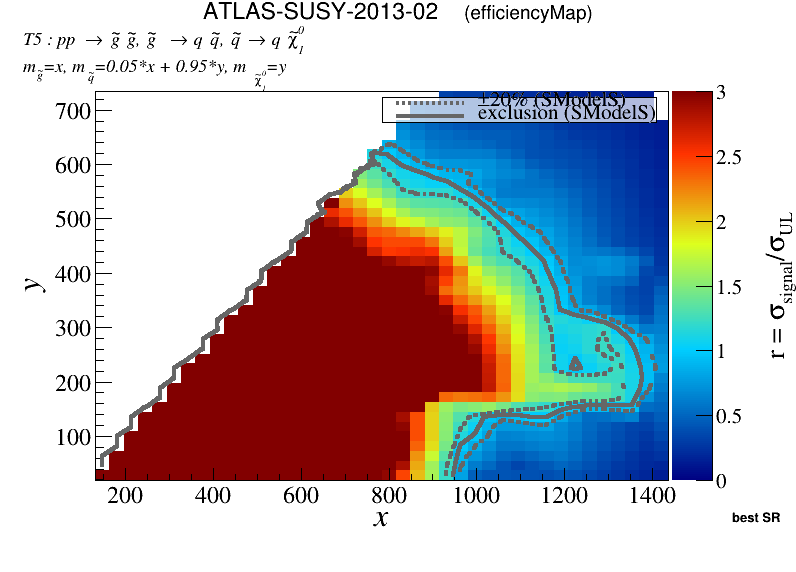 ATLAS-SUSY-2013-02 (efficiencyMap)
T5 : pp → g̃ g̃, g̃ → q q̃, q̃ → q χ̃₁⁰
m_g̃=x, m_q̃=0.05*x + 0.95*y, m_χ̃₁⁰=y
±20% (SModelS)
exclusion (SModelS)
700
600
500
400
300
200
100
y
200 400 600 800 1000 1200 1400
x
3
2.5
2
1.5
1
0.5
0
r = σ_signal/σ_UL
best SR